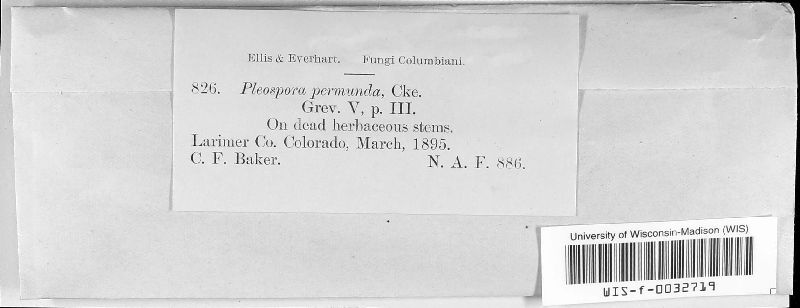 Ellis & Everhart. Fungi Columbiani.
826. Pleospora permunda, Cke.
Grev. V, p. III.
On dead herbaceous stems.
Larimer Co. Colorado, March, 1895.
C. F. Baker. N. A. F. 886.
University of Wisconsin-Madison (WIS)
WIS-f-0032719